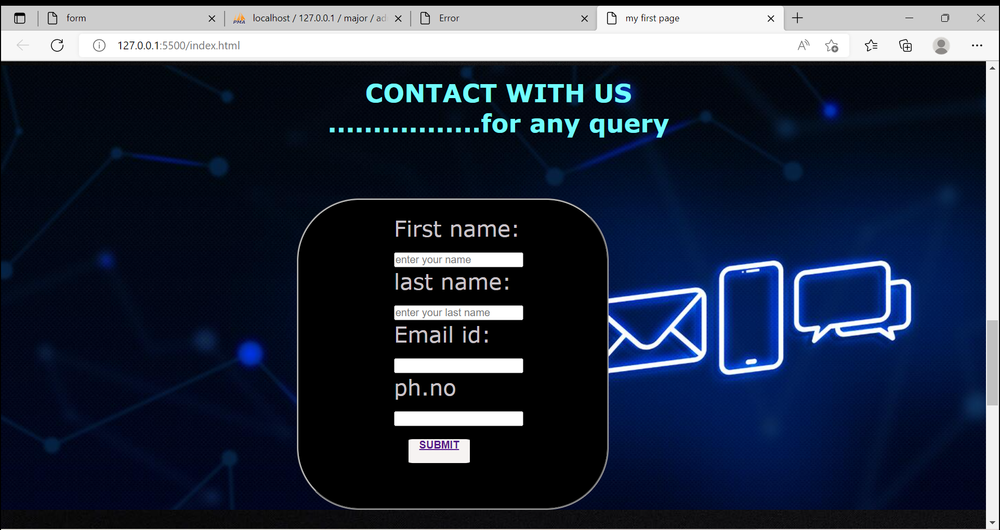 form
localhost / 127.0.0.1 / major / ad
Error
my first page
127.0.0.1:5500/index.html
CONTACT WITH US
.................for any query
First name:
enter your name
last name:
enter your last name
Email id:
ph.no
SUBMIT